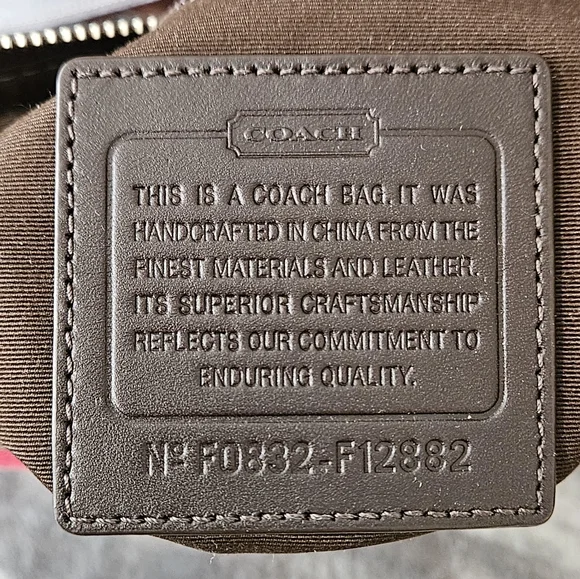 COACH
THIS IS A COACH BAG. IT WAS
HANDCRAFTED IN CHINA FROM THE
FINEST MATERIALS AND LEATHER.
ITS SUPERIOR CRAFTSMANSHIP
REFLECTS OUR COMMITMENT TO
ENDURING QUALITY.
Nº F0832-F12882